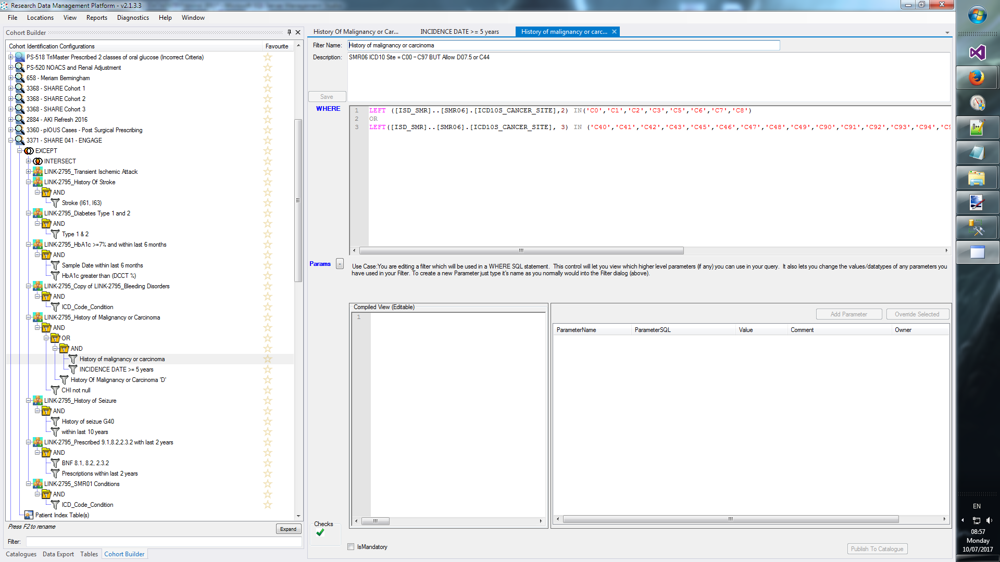 Research Data Management Platform - v2.1.3.3
File Locations View Reports Diagnostics Help Window
Cohort Builder
Cohort Identification Configurations Favourite
PS-518 TriMaster Prescribed 2 classes of oral glucose (Incorrect Criteria)
PS-520 NOACS and Renal Adjustment
658 - Meriam Bermingham
3368 - SHARE Cohort 1
3368 - SHARE Cohort 2
3368 - SHARE Cohort 3
2884 - AKI Refresh 2016
3360 - pIOUS Cases - Post Surgical Prescribing
3371 - SHARE 041 - ENGAGE
EXCEPT
INTERSECT
LINK-2795_Transient Ischemic Attack
LINK-2795_History Of Stroke
AND
Stroke (I61, I63)
LINK-2795_Diabetes Type 1 and 2
AND
Type 1 & 2
LINK-2795_HbA1c >=7% and within last 6 months
AND
Sample Date within last 6 months
HbA1c greater than (DCCT %)
LINK-2795_Copy of LINK-2795_Bleeding Disorders
AND
ICD_Code_Condition
LINK-2795_History of Malignancy or Carcinoma
AND
OR
AND
History of malignancy or carcinoma
INCIDENCE DATE >= 5 years
History Of Malignancy or Carcinoma 'D'
CHI not null
LINK-2795_History of Seizure
AND
History of seizue G40
within last 10 years
LINK-2795_Prescribed 9.1,8.2,2.3.2 with last 2 years
AND
BNF 8.1, 8.2, 2.3.2
Prescriptions within last 2 years
LINK-2795_SMR01 Conditions
AND
ICD_Code_Condition
Patient Index Table(s)
Press F2 to rename
Expand
Filter:
Catalogues Data Export Tables Cohort Builder
History Of Malignancy or Car... INCIDENCE DATE >= 5 years History of malignancy or carc...
Filter Name: History of malignancy or carcinoma
Description: SMR06 ICD10 Site = C00 – C97 BUT Allow D07.5 or C44
Save
WHERE
1 LEFT ([ISD_SMR]..[SMR06].[ICD10S_CANCER_SITE],2) IN('C0','C1','C2','C3','C5','C6','C7','C8')
2 OR
3 LEFT([ISD_SMR]..[SMR06].[ICD10S_CANCER_SITE], 3) IN ('C40','C41','C42','C43','C45','C46','C47','C48','C49','C90','C91','C92','C93','C94','C9
Params -
Use Case:You are editing a filter which will be used in a WHERE SQL statement. This control will let you view which higher level parameters (if any) you can use in your query. It also lets you change the values/datatypes of any parameters you
have used in your Filter. To create a new Parameter just type it's name as you normally would into the Filter dialog (above).
Compiled View (Editable)
1
Add Parameter Override Selected
ParameterName ParameterSQL Value Comment Owner
Checks
IsMandatory
Publish To Catalogue
EN
08:57
Monday
10/07/2017